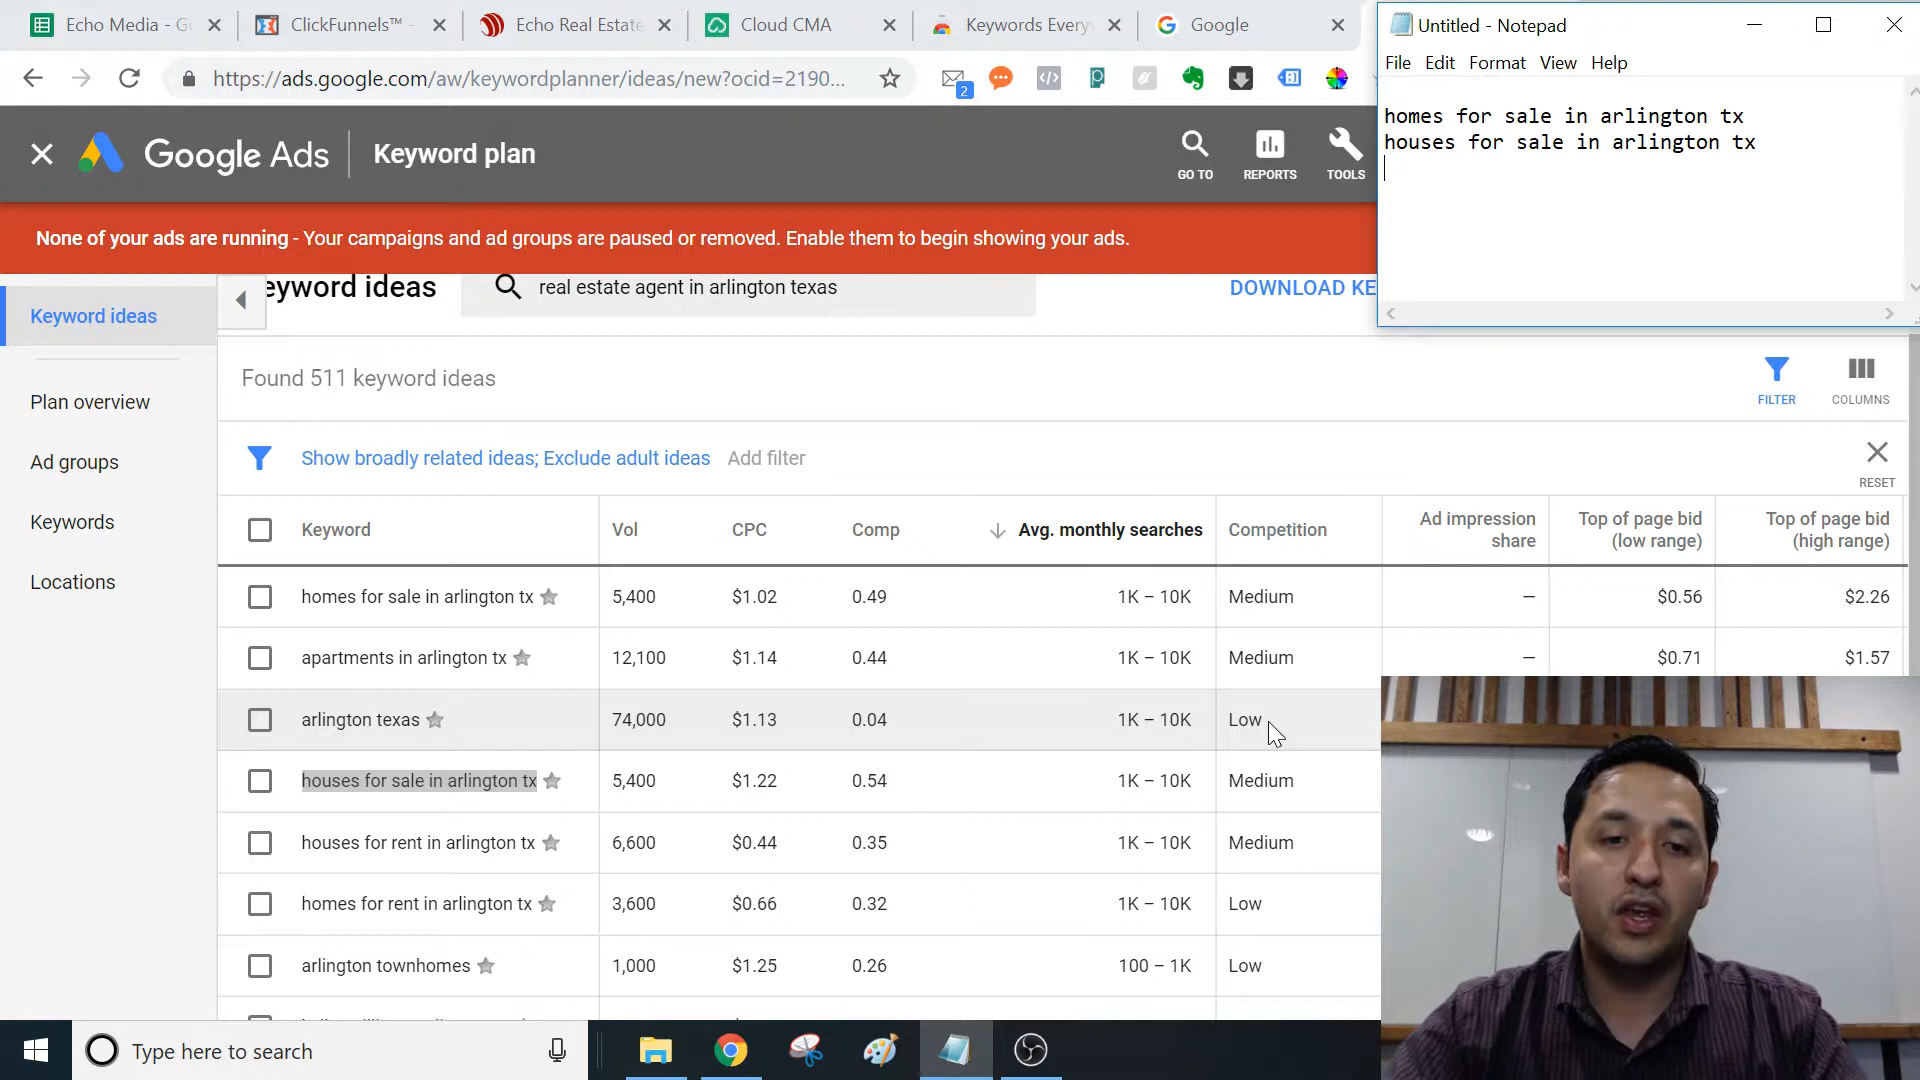 Echo Media - G
ClickFunnels™ -
Echo Real Estate
Cloud CMA
Keywords Every
Google
Untitled - Notepad
https://ads.google.com/aw/keywordplanner/ideas/new?ocid=2190...
2
File Edit Format View Help
homes for sale in arlington tx
houses for sale in arlington tx
Google Ads
Keyword plan
GO TO
REPORTS
TOOLS
None of your ads are running - Your campaigns and ad groups are paused or removed. Enable them to begin showing your ads.
Keyword ideas
Plan overview
Ad groups
Keywords
Locations
eyword ideas
real estate agent in arlington texas
DOWNLOAD KE
Found 511 keyword ideas
FILTER
COLUMNS
Show broadly related ideas; Exclude adult ideas Add filter
RESET
Keyword Vol CPC Comp Avg. monthly searches Competition Ad impression share Top of page bid (low range) Top of page bid (high range)
homes for sale in arlington tx 5,400 $1.02 0.49 1K – 10K Medium — $0.56 $2.26
apartments in arlington tx 12,100 $1.14 0.44 1K – 10K Medium — $0.71 $1.57
arlington texas 74,000 $1.13 0.04 1K – 10K Low
houses for sale in arlington tx 5,400 $1.22 0.54 1K – 10K Medium
houses for rent in arlington tx 6,600 $0.44 0.35 1K – 10K Medium
homes for rent in arlington tx 3,600 $0.66 0.32 1K – 10K Low
arlington townhomes 1,000 $1.25 0.26 100 – 1K Low
Type here to search